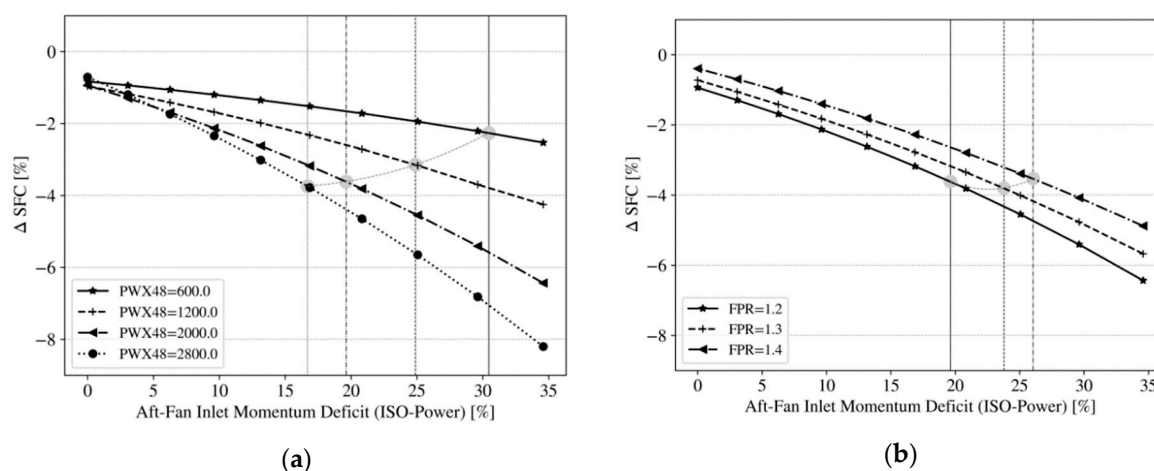 0
−2
−4
−6
−8
Δ SFC [%]
PWX48=600.0
PWX48=1200.0
PWX48=2000.0
PWX48=2800.0
0 5 10 15 20 25 30 35
Aft-Fan Inlet Momentum Deficit (ISO-Power) [%]
(a)
0
−2
−4
−6
−8
Δ SFC [%]
FPR=1.2
FPR=1.3
FPR=1.4
0 5 10 15 20 25 30 35
Aft-Fan Inlet Momentum Deficit (ISO-Power) [%]
(b)